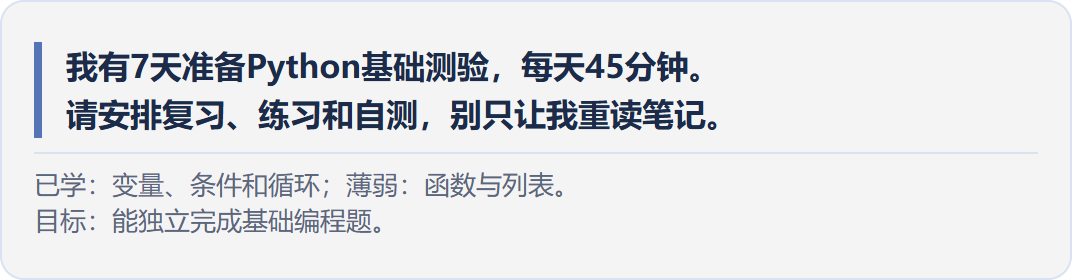 我有7天准备Python基础测验，每天45分钟。
请安排复习、练习和自测，别只让我重读笔记。
已学：变量、条件和循环；薄弱：函数与列表。
目标：能独立完成基础编程题。